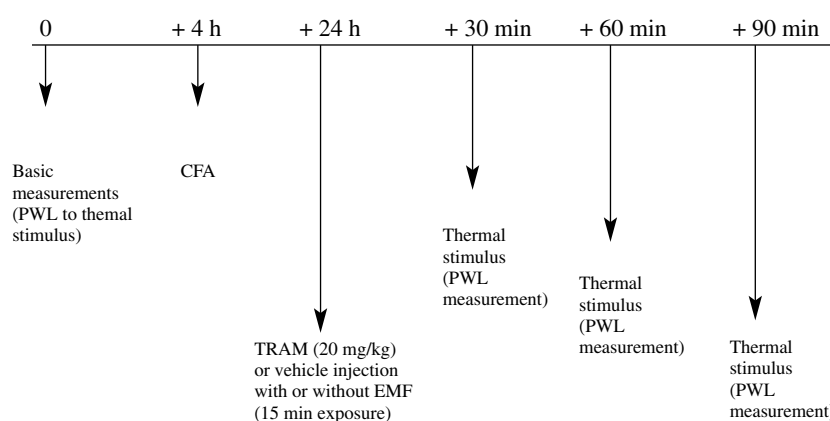 0
+ 4 h
+ 24 h
+ 30 min
+ 60 min
+ 90 min
Basic
measurements
(PWL to themal
stimulus)
CFA
TRAM (20 mg/kg)
or vehicle injection
with or without EMF
(15 min exposure)
Thermal
stimulus
(PWL
measurement)
Thermal
stimulus
(PWL
measurement)
Thermal
stimulus
(PWL
measurement)